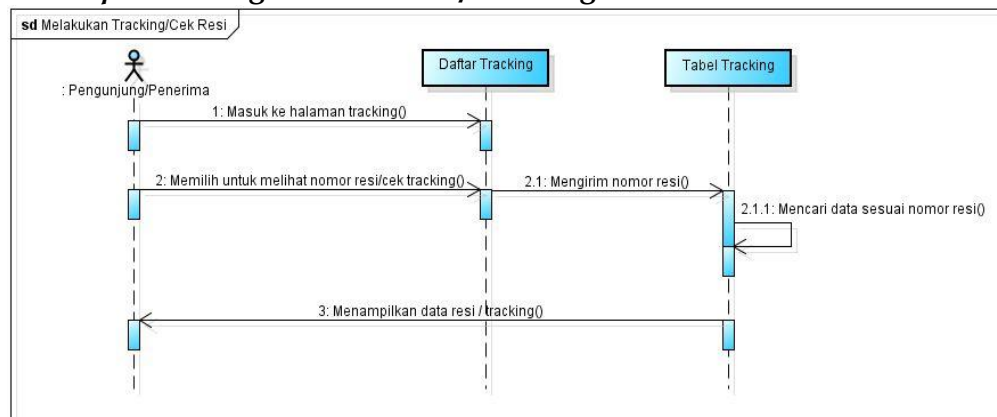 sd Melakukan Tracking/Cek Resi
: Pengunjung/Penerima
Daftar Tracking
Tabel Tracking
1: Masuk ke halaman tracking()
2: Memilih untuk melihat nomor resi/cek tracking()
2.1: Mengirim nomor resi()
2.1.1: Mencari data sesuai nomor resi()
3: Menampilkan data resi / tracking()